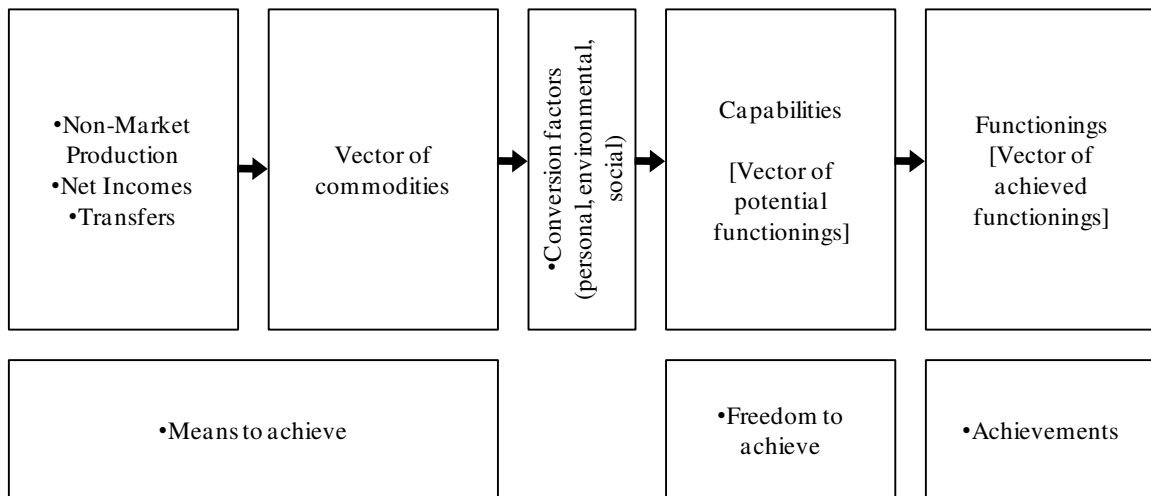 •Non-Market
Production
•Net Incomes
•Transfers
Vector of
commodities
•Conversion factors
(personal, environmental,
social)
Capabilities
[Vector of
potential
functionings]
Functionings
[Vector of
achieved
functionings]
•Means to achieve
•Freedom to
achieve
•Achievements